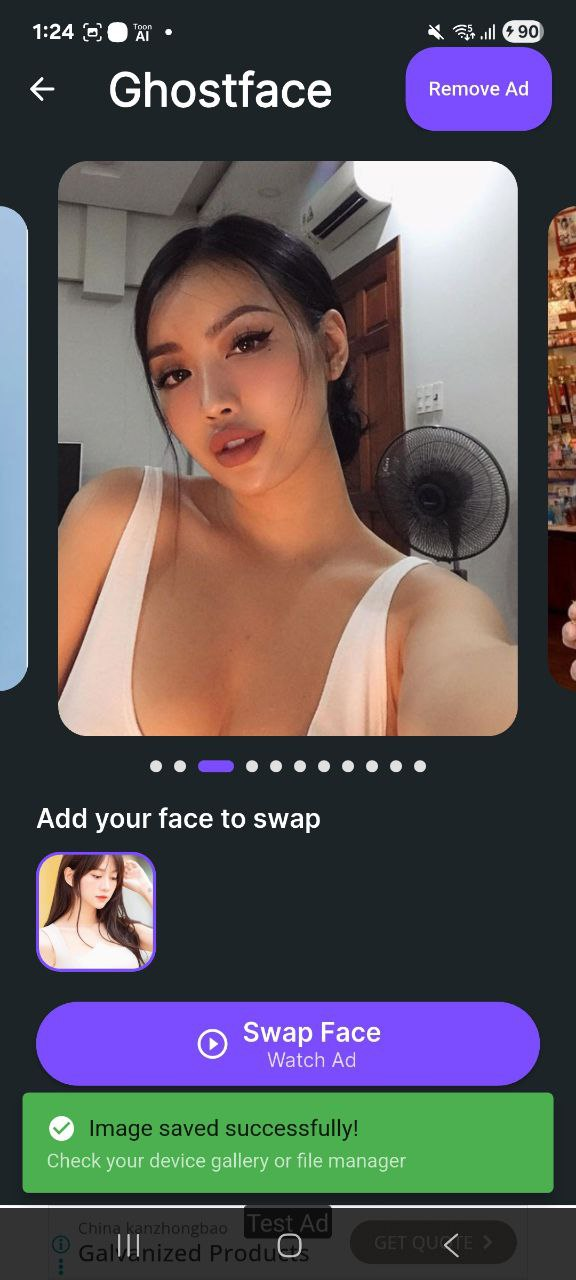 1:24
Toon
AI
90
Ghostface
Remove Ad
Add your face to swap
Swap Face
Watch Ad
Image saved successfully!
Check your device gallery or file manager
China kanzhongbao
Test Ad
Galvanized Products
GET QUOTE